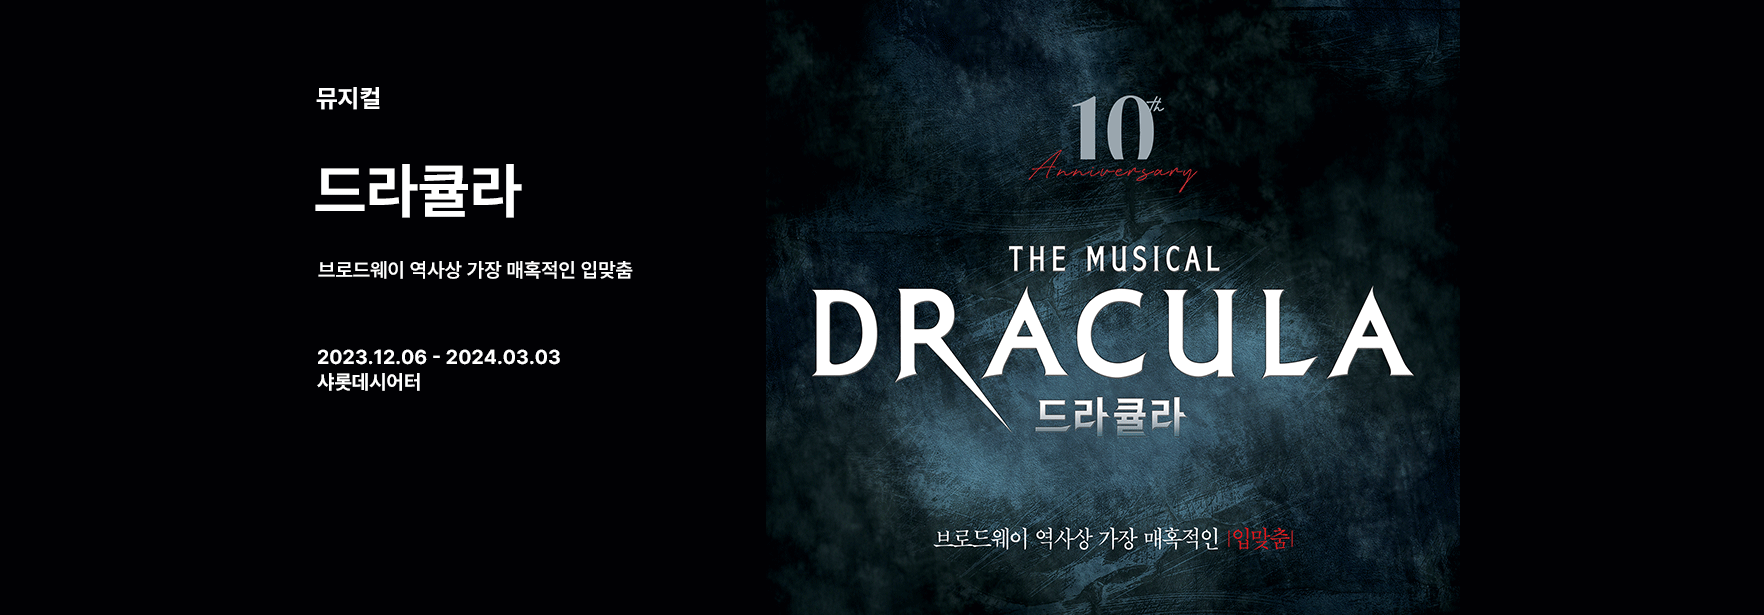 뮤지컬
드라큘라
브로드웨이 역사상 가장 매혹적인 입맞춤
2023.12.06 - 2024.03.03
샤롯데시어터
10th
Anniversary
THE MUSICAL
DRACULA
드라큘라
브로드웨이 역사상 가장 매혹적인 |입맞춤|